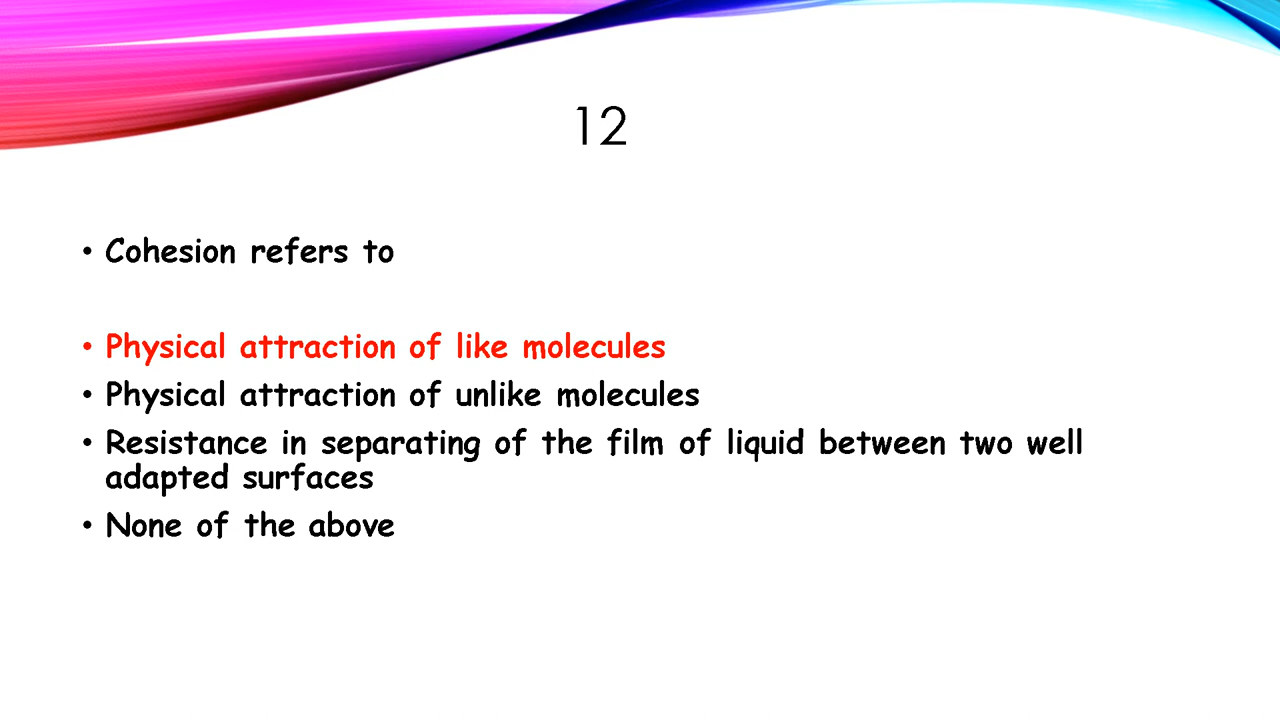 12
• Cohesion refers to
• Physical attraction of like molecules
• Physical attraction of unlike molecules
• Resistance in separating of the film of liquid between two well
adapted surfaces
• None of the above